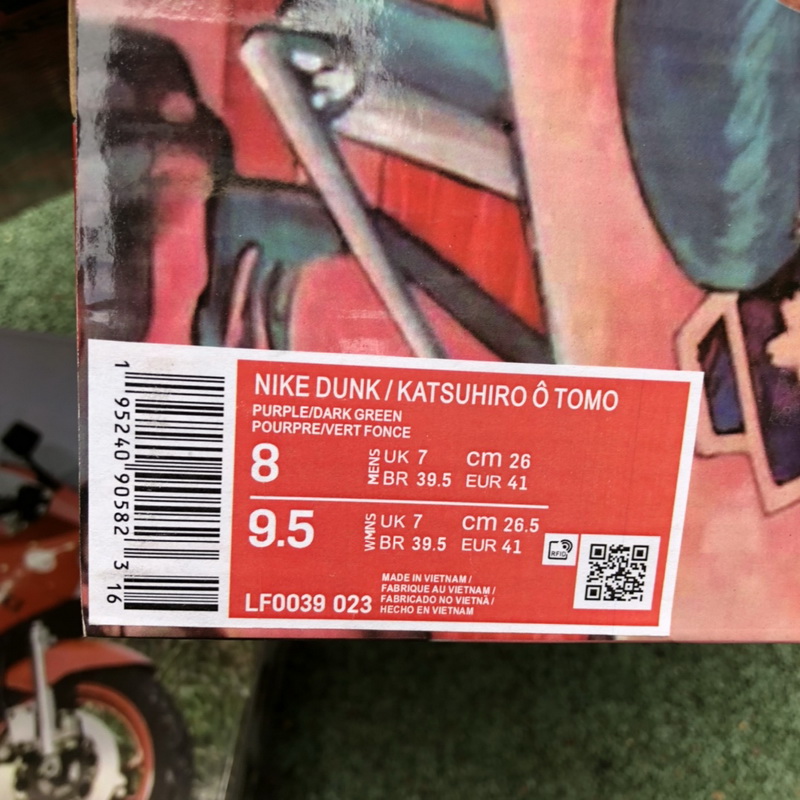 NIKE DUNK / KATSUHIRO Ô TOMO
PURPLE/DARK GREEN
POURPRE/VERT FONCE
8 MENS UK 7 cm 26
BR 39.5 EUR 41
9.5 WMNS UK 7 cm 26.5
BR 39.5 EUR 41
RFID
LF0039 023
MADE IN VIETNAM /
FABRIQUE AU VIETNAM /
FABRICADO NO VIETNÃ /
HECHO EN VIETNAM
1 95240 90582 3 16